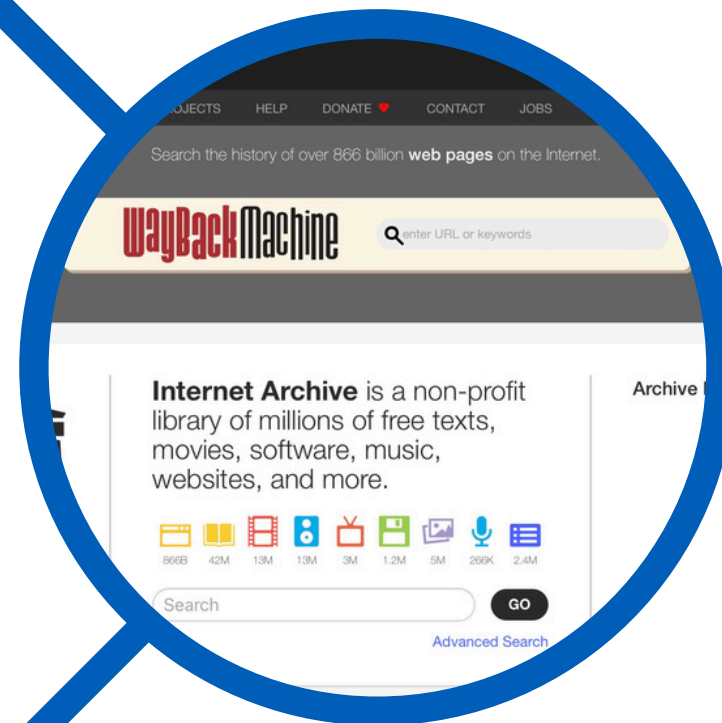 HELP DONATE CONTACT JOBS
Search the history of over 866 billion web pages on the Internet.
WayBackMachine
enter URL or keywords
Internet Archive is a non-profit
library of millions of free texts,
movies, software, music,
websites, and more.
Archive
866B 42M 13M 13M 3M 1.2M 5M 266K 2.4M
Search
GO
Advanced Search